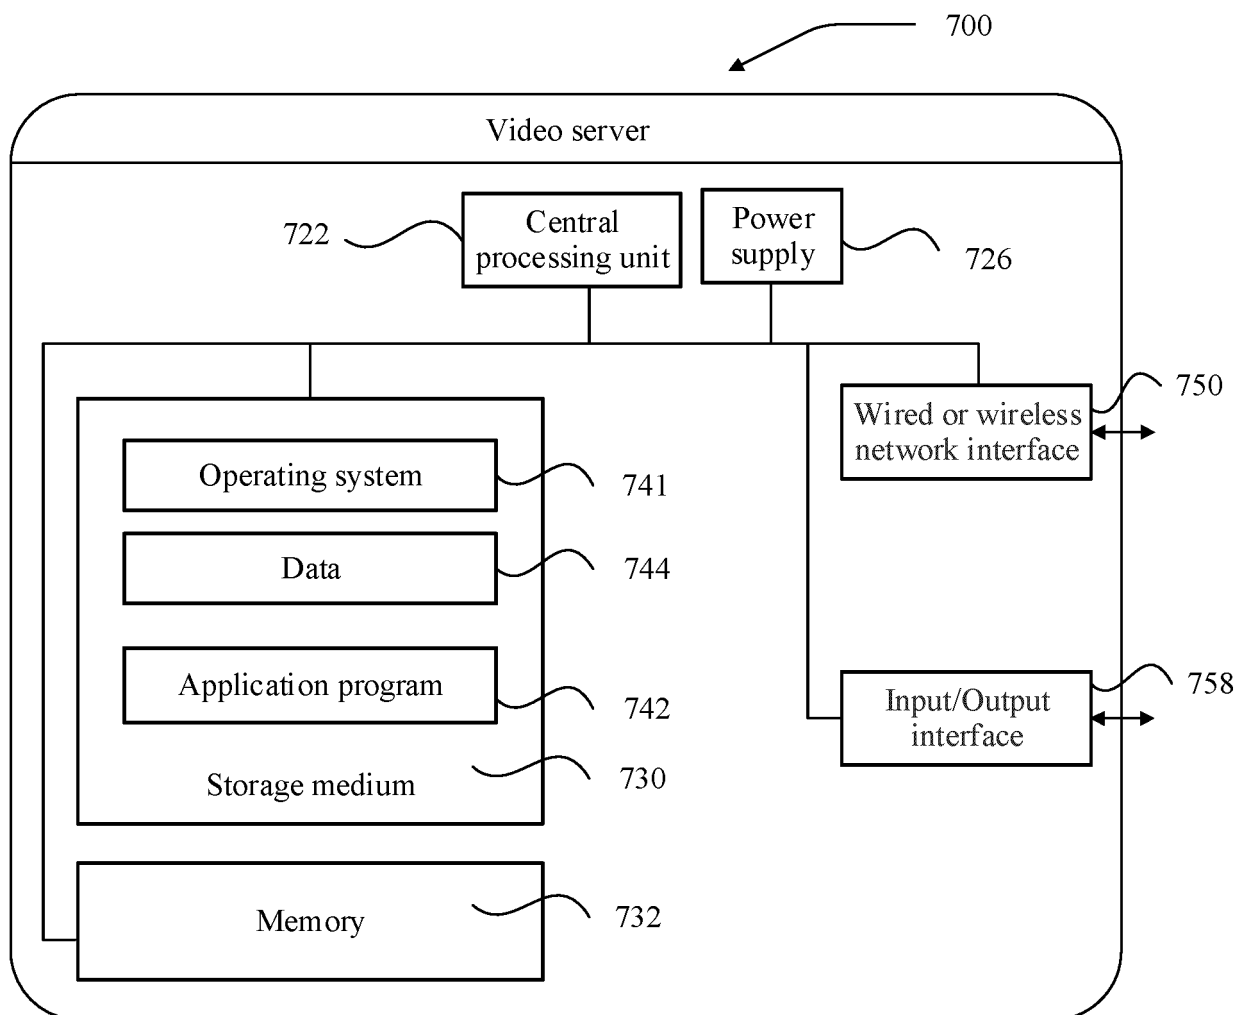 700
Video server
Central
processing unit
722
Power
supply
726
Wired or wireless
network interface
750
Operating system
741
Data
744
Application program
742
Storage medium
730
Input/Output
interface
758
Memory
732